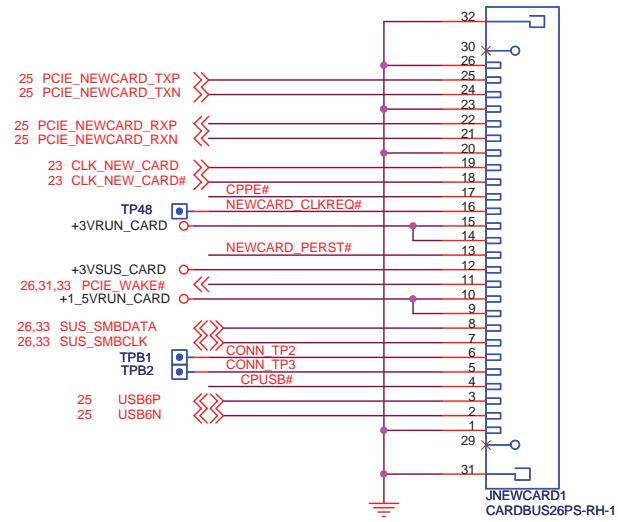 32
30
26
25 PCIE_NEWCARD_TXP 25
25 PCIE_NEWCARD_TXN 24
23
25 PCIE_NEWCARD_RXP 22
25 PCIE_NEWCARD_RXN 21
20
23 CLK_NEW_CARD 19
23 CLK_NEW_CARD# 18
CPPE# 17
TP48 NEWCARD_CLKREQ# 16
+3VRUN_CARD 15
14
NEWCARD_PERST# 13
+3VSUS_CARD 12
26,31,33 PCIE_WAKE# 11
+1_5VRUN_CARD 10
9
26,33 SUS_SMBDATA 8
26,33 SUS_SMBCLK 7
TPB1 CONN_TP2 6
TPB2 CONN_TP3 5
CPUSB# 4
25 USB6P 3
25 USB6N 2
1
29
31
JNEWCARD1
CARDBUS26PS-RH-1